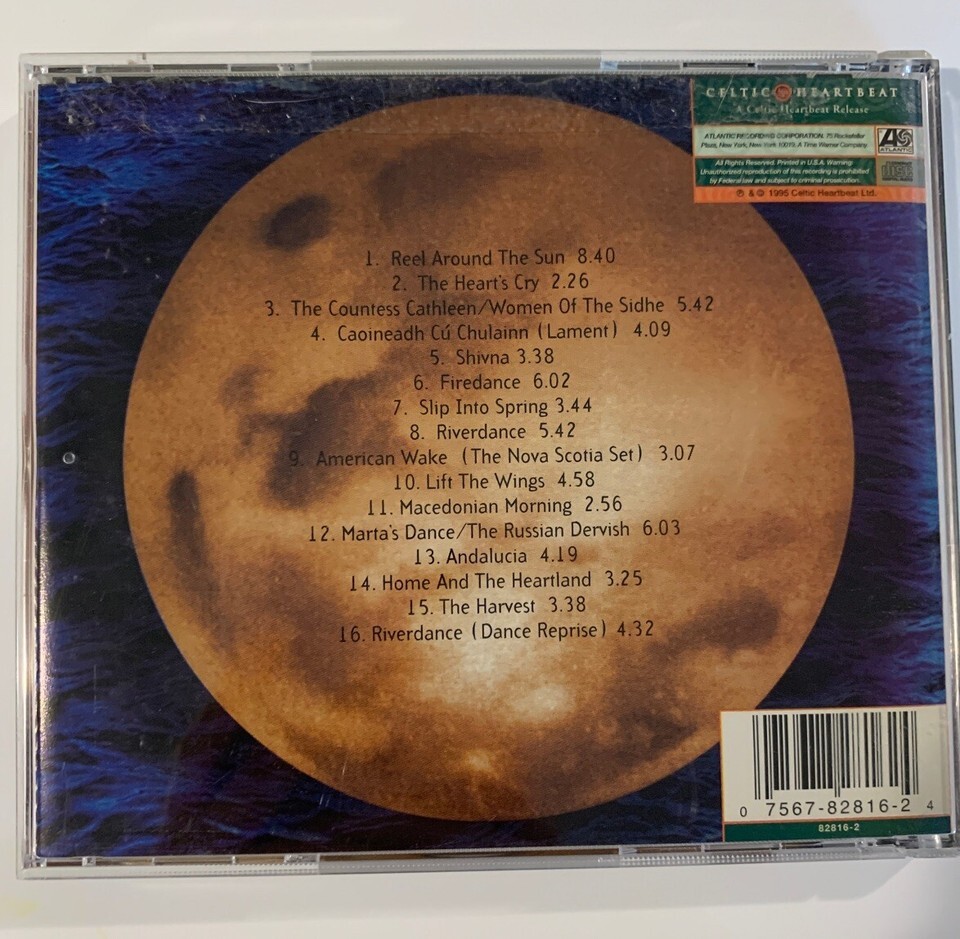 CELTIC HEARTBEAT
A Celtic Heartbeat Release
ATLANTIC RECORDING CORPORATION, 75 Rockefeller
Plaza, New York, New York 10019. A Time Warner Company
ATLANTIC
All Rights Reserved. Printed in U.S.A. Warning:
Unauthorized reproduction of this recording is prohibited
by Federal law and subject to criminal prosecution.
℗ & © 1995 Celtic Heartbeat Ltd.
1. Reel Around The Sun 8.40
2. The Heart's Cry 2.26
3. The Countess Cathleen/Women Of The Sidhe 5.42
4. Caoineadh Cú Chulainn (Lament) 4.09
5. Shivna 3.38
6. Firedance 6.02
7. Slip Into Spring 3.44
8. Riverdance 5.42
9. American Wake (The Nova Scotia Set) 3.07
10. Lift The Wings 4.58
11. Macedonian Morning 2.56
12. Marta's Dance/The Russian Dervish 6.03
13. Andalucia 4.19
14. Home And The Heartland 3.25
15. The Harvest 3.38
16. Riverdance (Dance Reprise) 4.32
0 7567-82816-2 4
82816-2